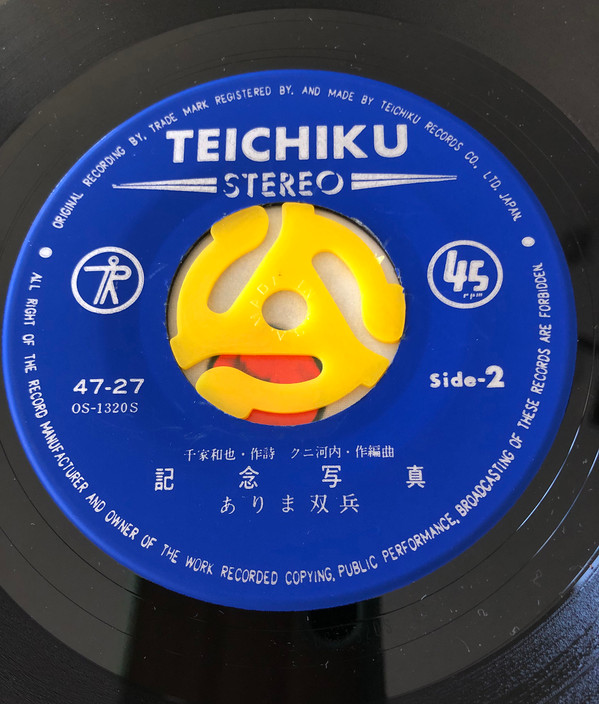 ORIGINAL RECORDING BY, TRADE MARK REGISTERED BY, AND MADE BY TEICHIKU RECORDS CO., LTD. JAPAN.
TEICHIKU
STEREO
45
rpm
47-27
OS-1320S
Side-2
千家和也・作詩 クニ河内・作編曲
記念写真
ありま双兵
ALL RIGHT OF THE RECORD MANUFACTURER AND OWNER OF THE WORK RECORDED COPYING, PUBLIC PERFORMANCE, BROADCASTING OF THESE RECORDS ARE FORBIDDEN.